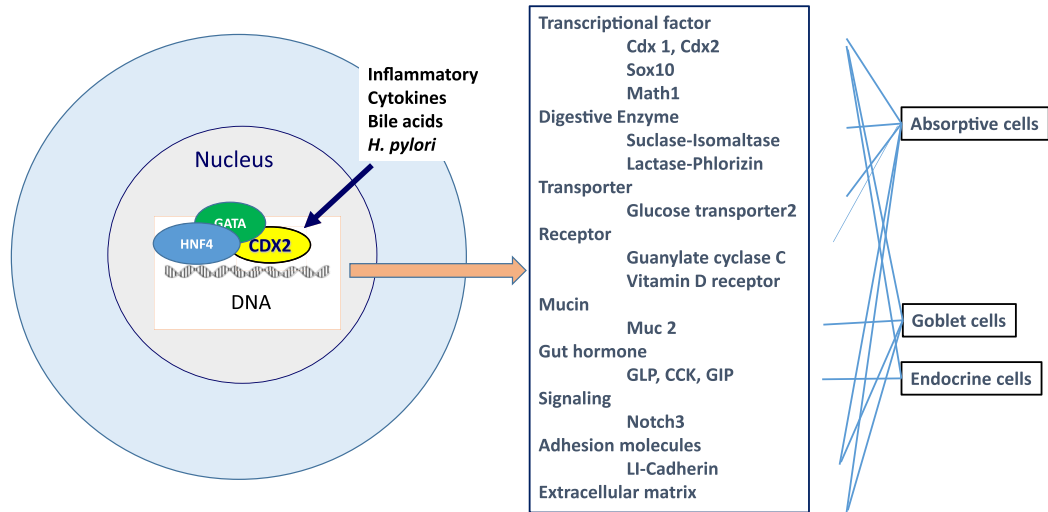 Inflammatory
Cytokines
Bile acids
H. pylori
Nucleus
GATA
HNF4
CDX2
DNA
Transcriptional factor
Cdx 1, Cdx2
Sox10
Math1
Digestive Enzyme
Suclase-Isomaltase
Lactase-Phlorizin
Transporter
Glucose transporter2
Receptor
Guanylate cyclase C
Vitamin D receptor
Mucin
Muc 2
Gut hormone
GLP, CCK, GIP
Signaling
Notch3
Adhesion molecules
LI-Cadherin
Extracellular matrix
Absorptive cells
Goblet cells
Endocrine cells